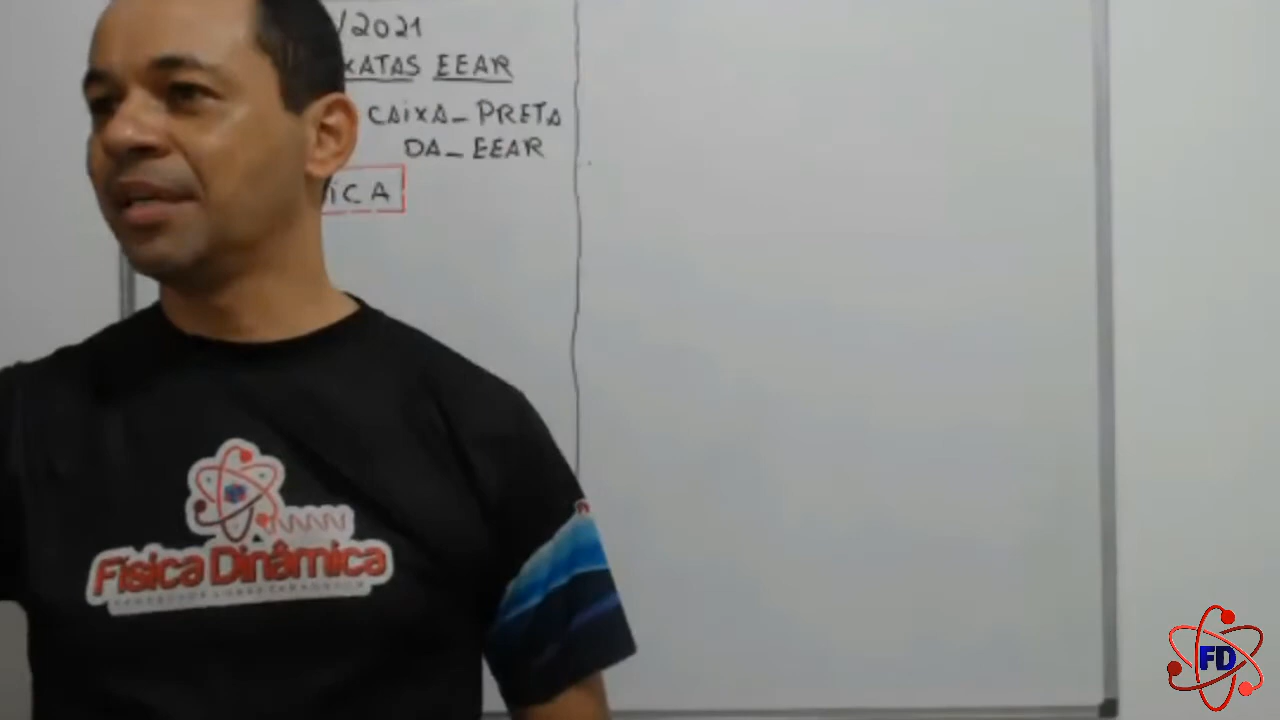 /2021
XATAS EEAR
CAIXA_PRETA
DA_EEAR
ICA
Física Dinâmica
FD